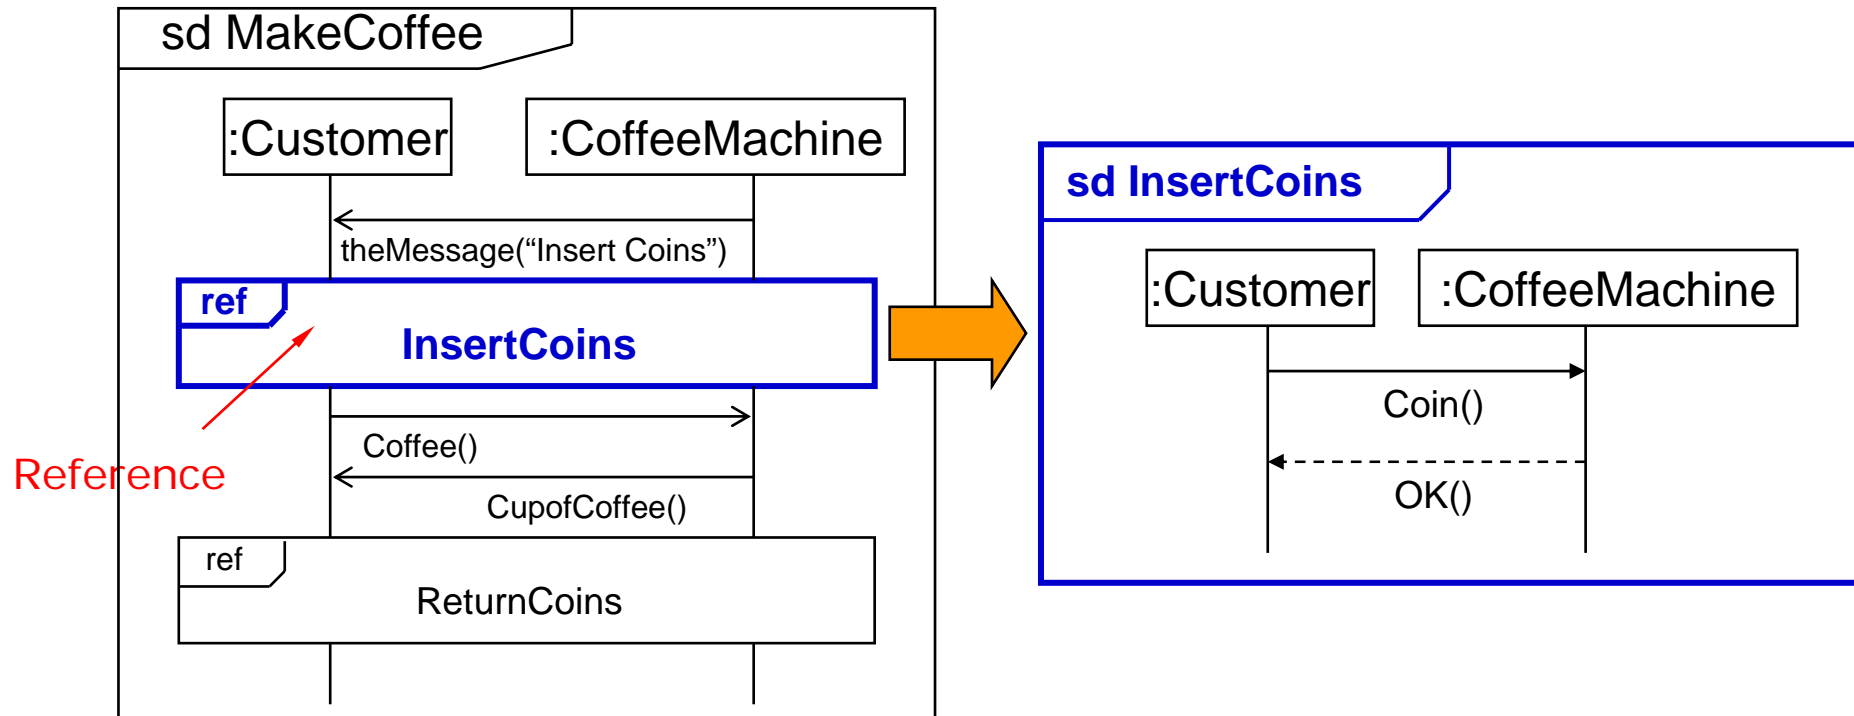 sd MakeCoffee
:Customer
:CoffeeMachine
theMessage(“Insert Coins”)
ref
InsertCoins
Coffee()
Reference
CupofCoffee()
ref
ReturnCoins
sd InsertCoins
:Customer
:CoffeeMachine
Coin()
OK()